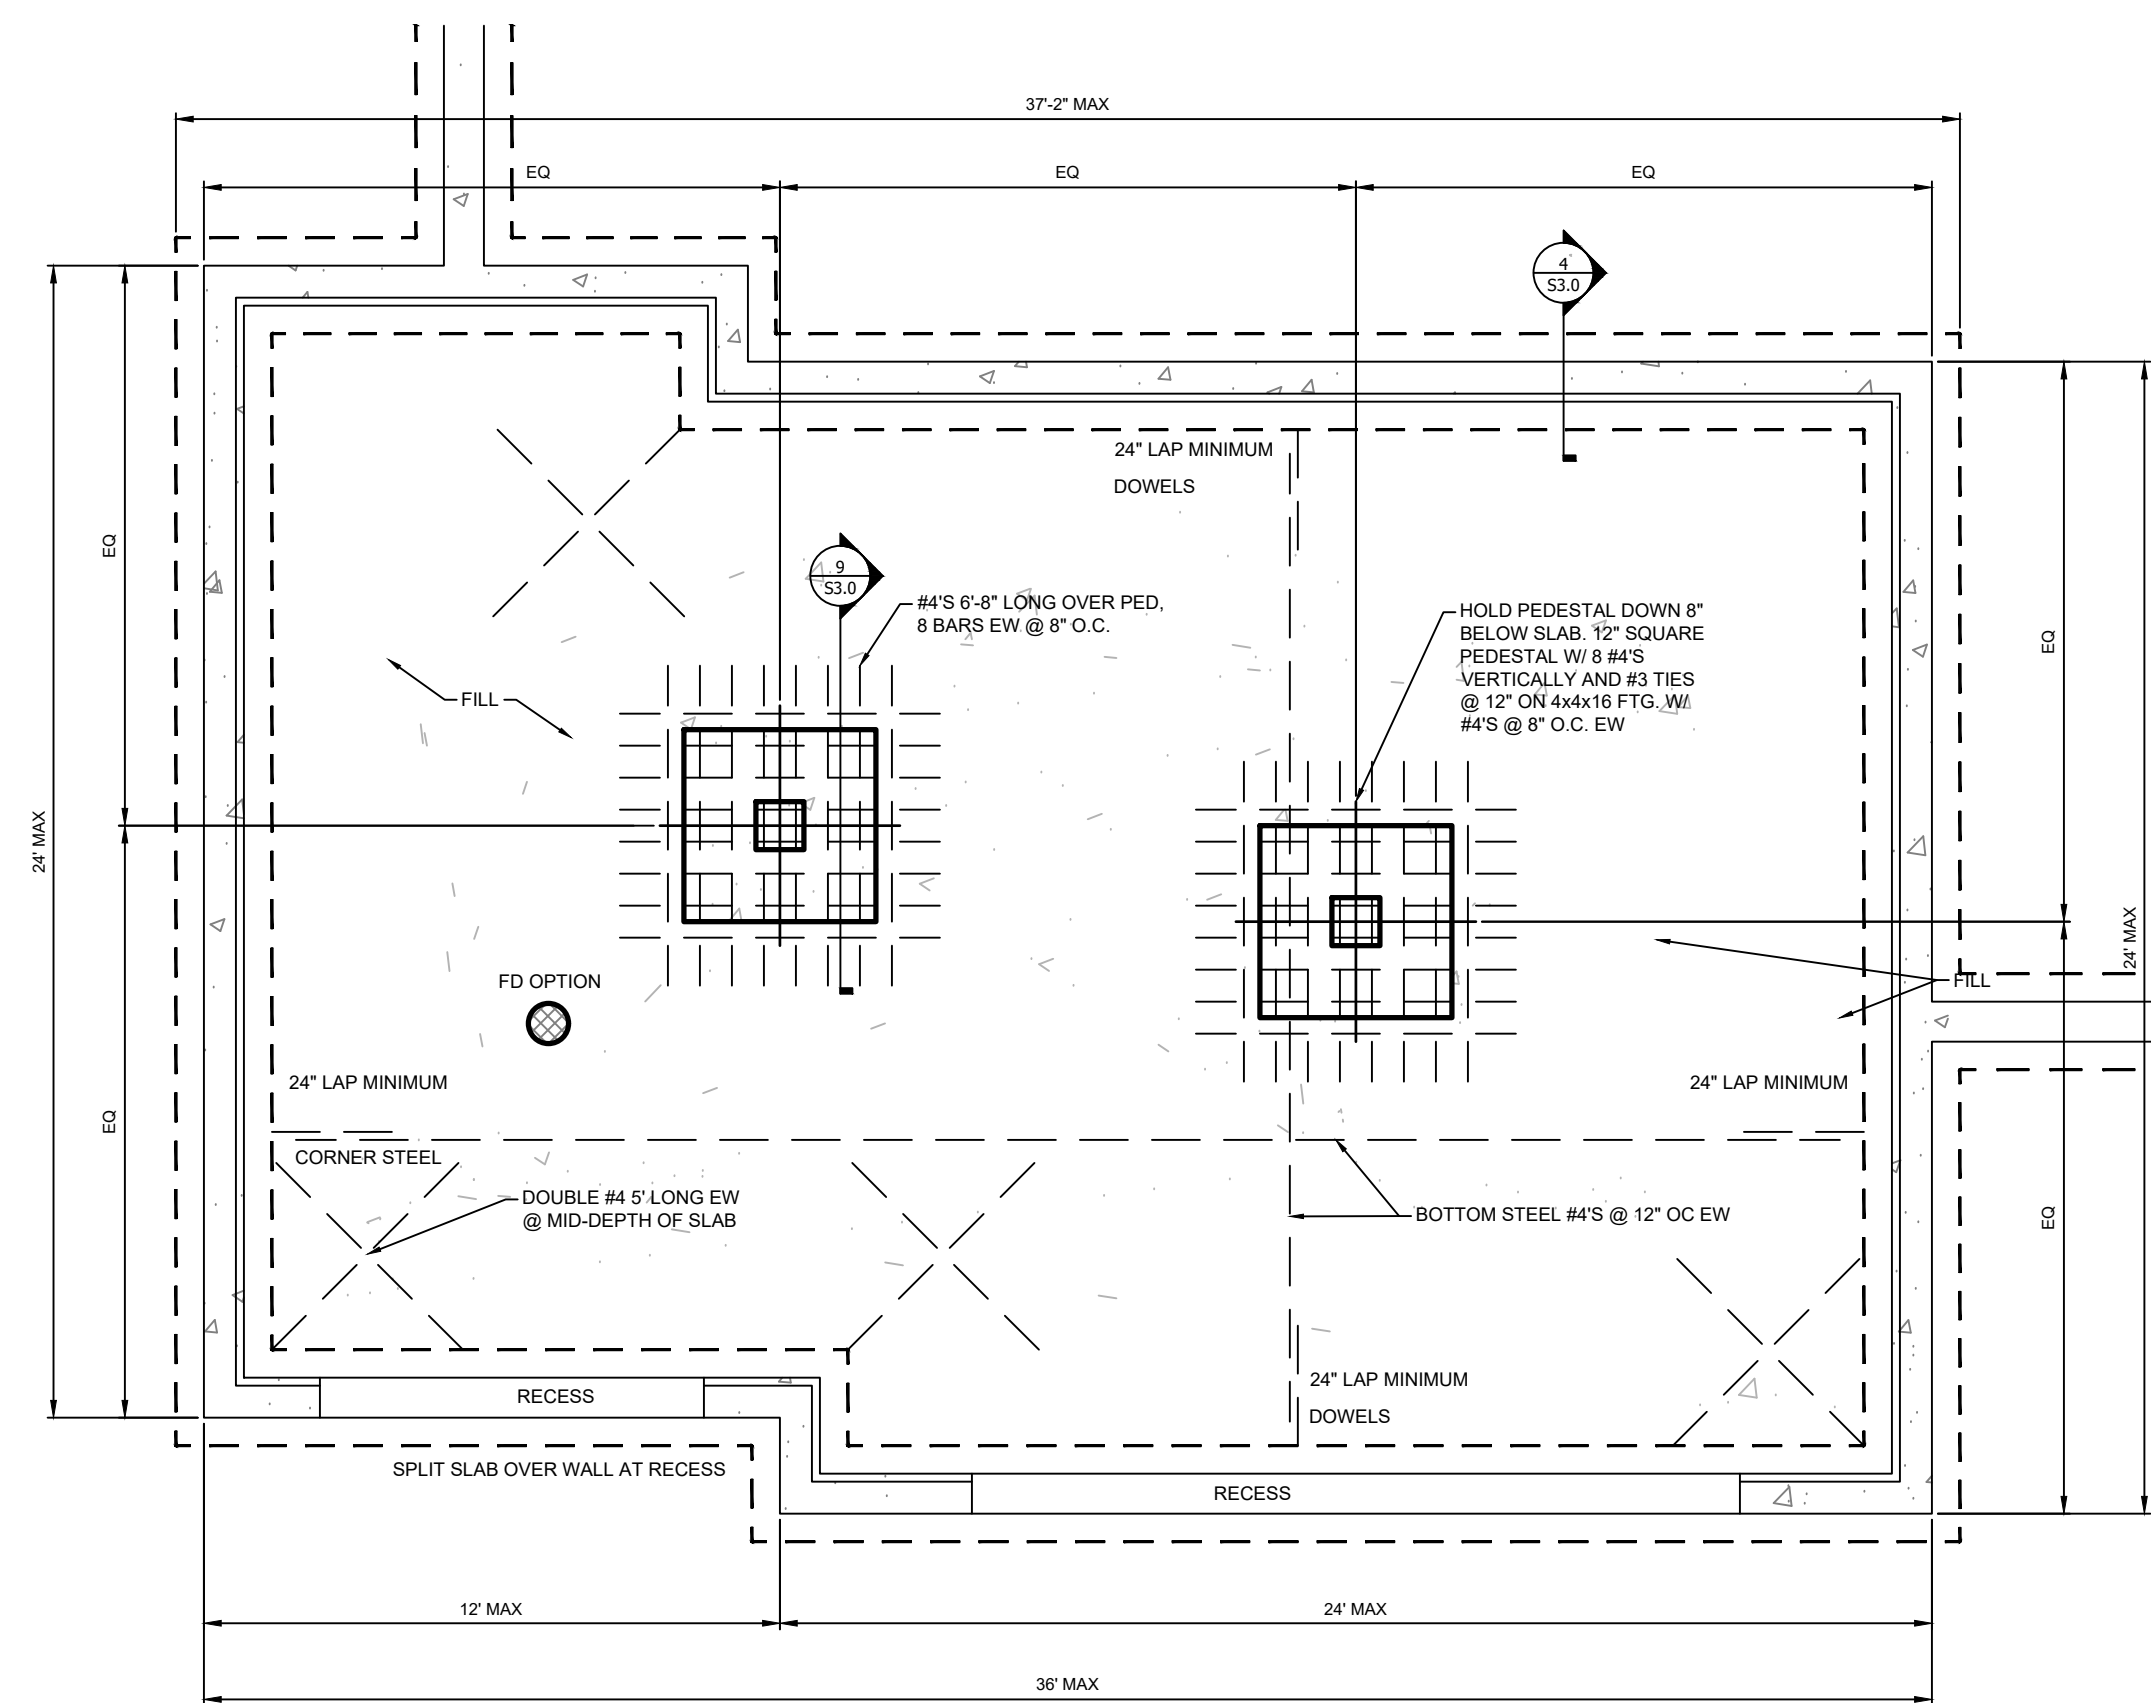 37'-2" MAX
EQ
EQ
EQ
4
S3.0
24" LAP MINIMUM
DOWELS
EQ
9
S3.0
#4'S 6'-8" LONG OVER PED,
8 BARS EW @ 8" O.C.
HOLD PEDESTAL DOWN 8"
BELOW SLAB. 12" SQUARE
PEDESTAL W/ 8 #4'S
VERTICALLY AND #3 TIES
@ 12" ON 4x4x16 FTG. W/
#4'S @ 8" O.C. EW
EQ
FILL
24' MAX
24' MAX
FD OPTION
FILL
24" LAP MINIMUM
24" LAP MINIMUM
EQ
CORNER STEEL
DOUBLE #4 5' LONG EW
@ MID-DEPTH OF SLAB
BOTTOM STEEL #4'S @ 12" OC EW
EQ
RECESS
24" LAP MINIMUM
DOWELS
SPLIT SLAB OVER WALL AT RECESS
RECESS
12' MAX
24' MAX
36' MAX